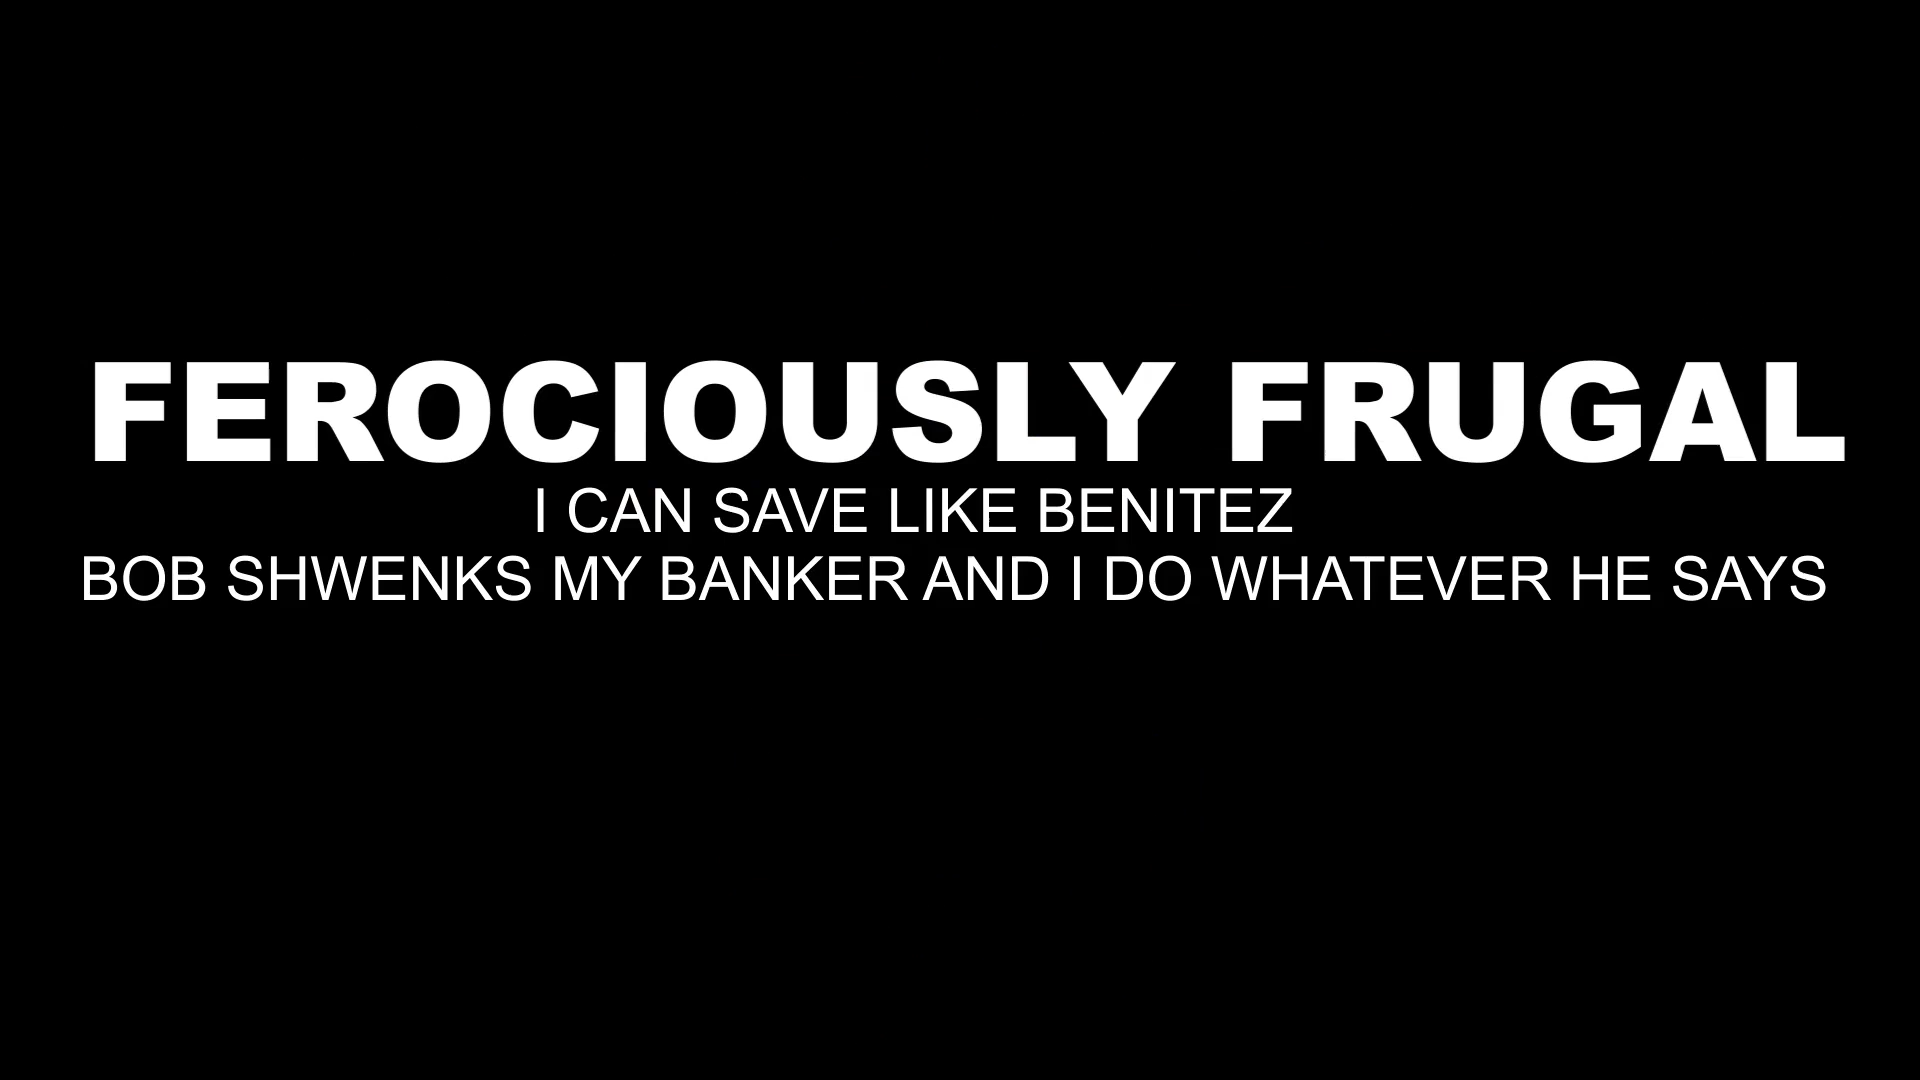 FEROCIOUSLY FRUGAL
I CAN SAVE LIKE BENITEZ
BOB SHWENKS MY BANKER AND I DO WHATEVER HE SAYS